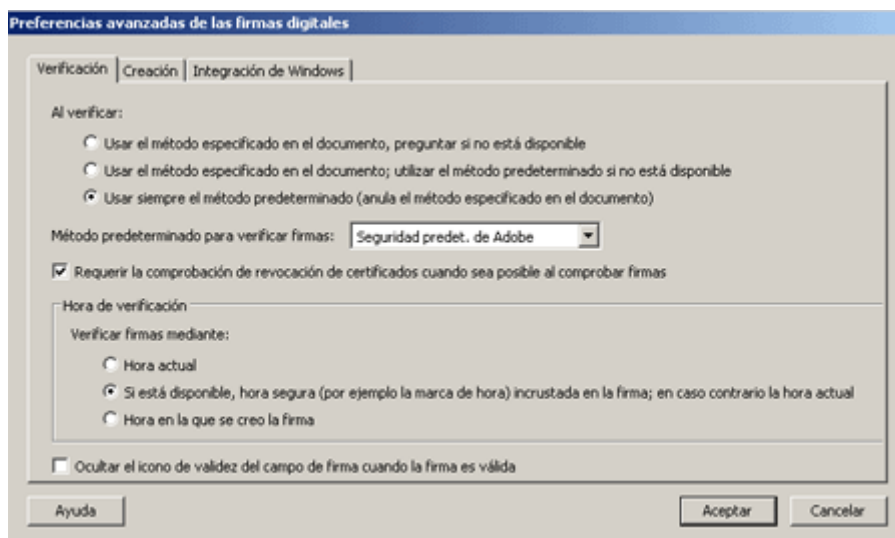 Preferencias avanzadas de las firmas digitales
Verificación Creación Integración de Windows
Al verificar:
Usar el método especificado en el documento, preguntar si no está disponible
Usar el método especificado en el documento; utilizar el método predeterminado si no está disponible
Usar siempre el método predeterminado (anula el método especificado en el documento)
Método predeterminado para verificar firmas: Seguridad predet. de Adobe
Requerir la comprobación de revocación de certificados cuando sea posible al comprobar firmas
Hora de verificación
Verificar firmas mediante:
Hora actual
Si está disponible, hora segura (por ejemplo la marca de hora) incrustada en la firma; en caso contrario la hora actual
Hora en la que se creo la firma
Ocultar el icono de validez del campo de firma cuando la firma es válida
Ayuda Aceptar Cancelar